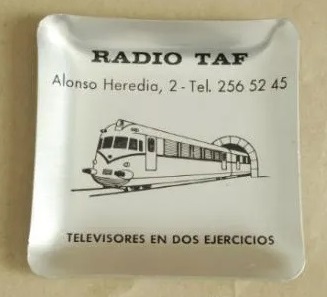 RADIO TAF
Alonso Heredia, 2 - Tel. 256 52 45
TELEVISORES EN DOS EJERCICIOS